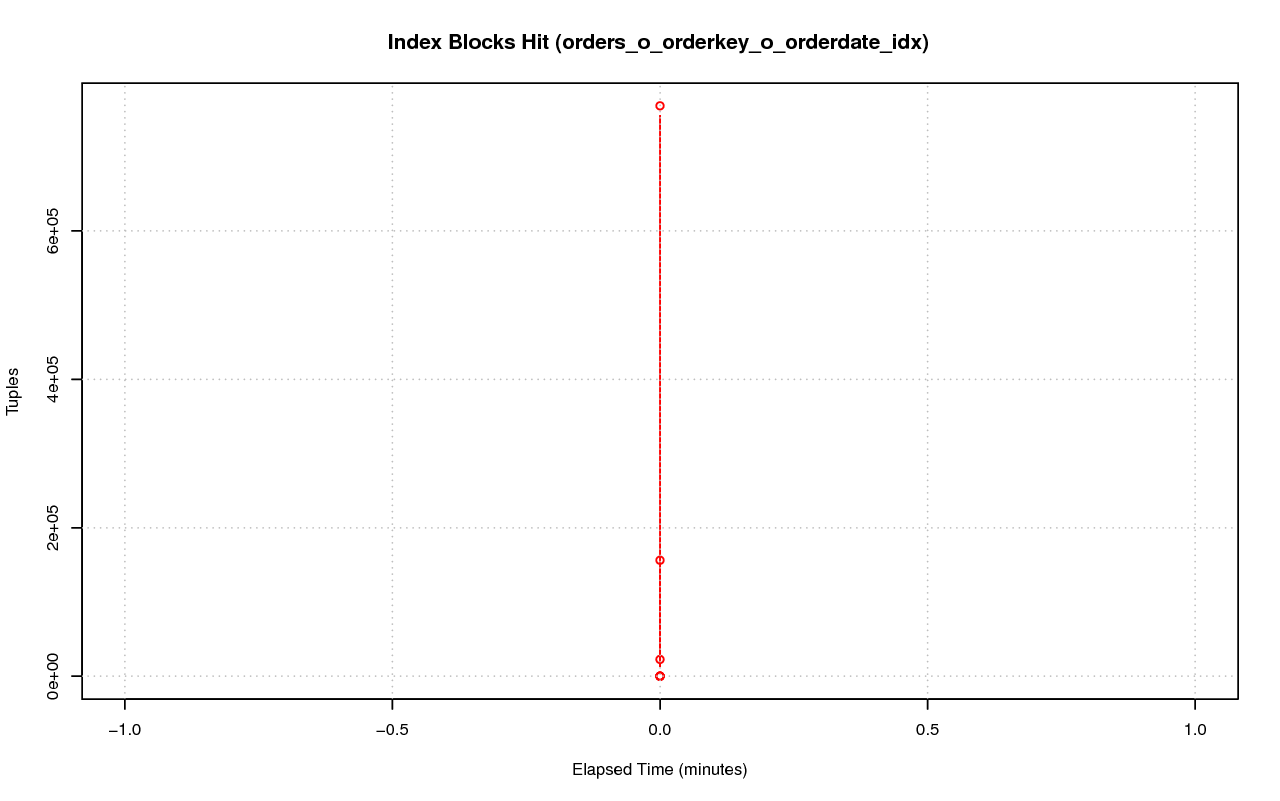 Index Blocks Hit (orders_o_orderkey_o_orderdate_idx)
6e+05
4e+05
2e+05
0e+00
Tuples
−1.0
−0.5
0.0
0.5
1.0
Elapsed Time (minutes)